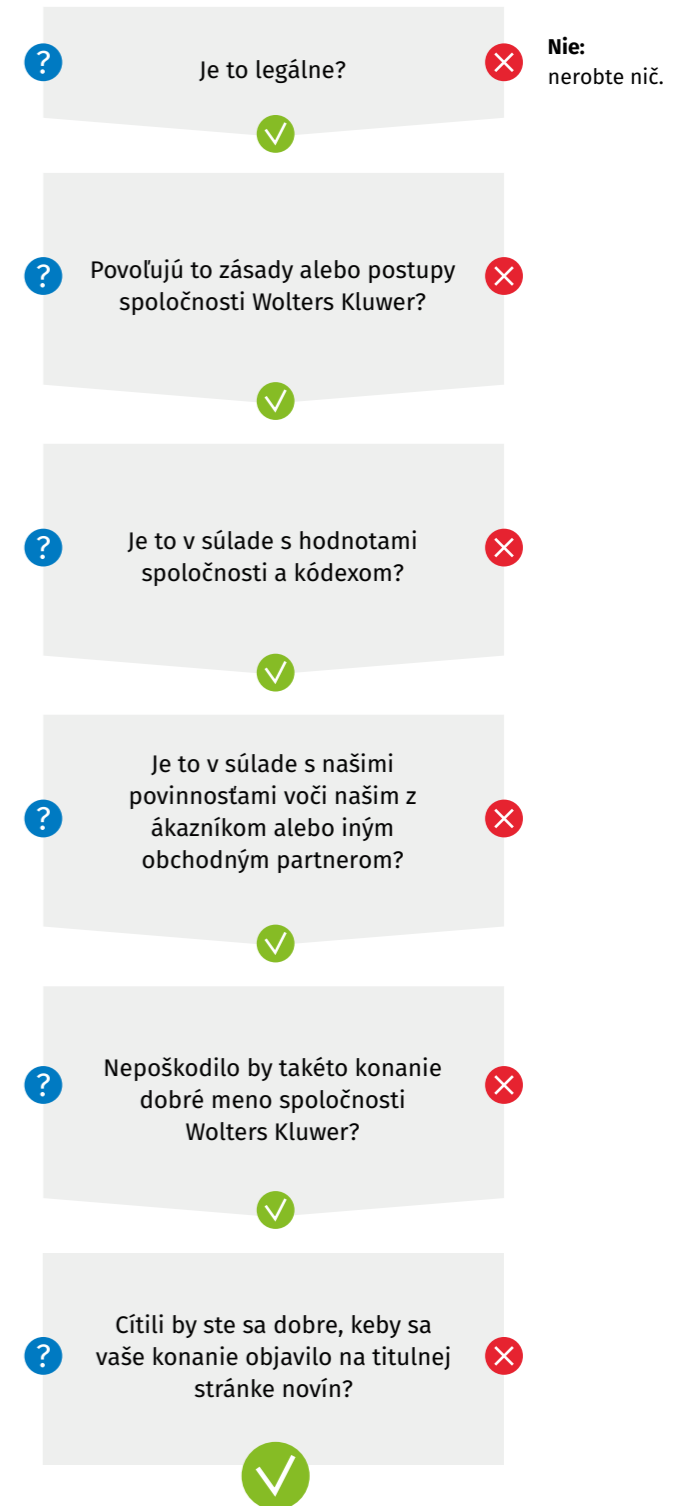 Je to legálne?
Nie:
nerobte nič.
Povoľujú to zásady alebo postupy
spoločnosti Wolters Kluwer?
Je to v súlade s hodnotami
spoločnosti a kódexom?
Je to v súlade s našimi
povinnosťami voči našim z
ákazníkom alebo iným
obchodným partnerom?
Nepoškodilo by takéto konanie
dobré meno spoločnosti
Wolters Kluwer?
Cítili by ste sa dobre, keby sa
vaše konanie objavilo na titulnej
stránke novín?